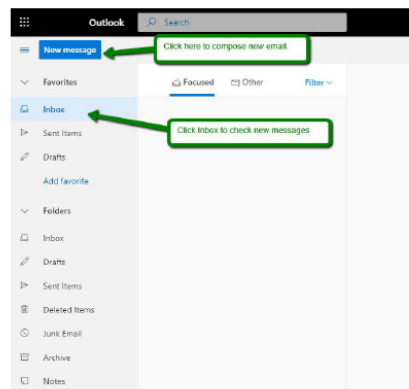 Outlook
Search
New message
Click here to compose new email.
Favorites
Focused
Other
Filter
Inbox
Click Inbox to check new messages
Sent Items
Drafts
Add favorite
Folders
Inbox
Drafts
Sent Items
Deleted Items
Junk Email
Archive
Notes